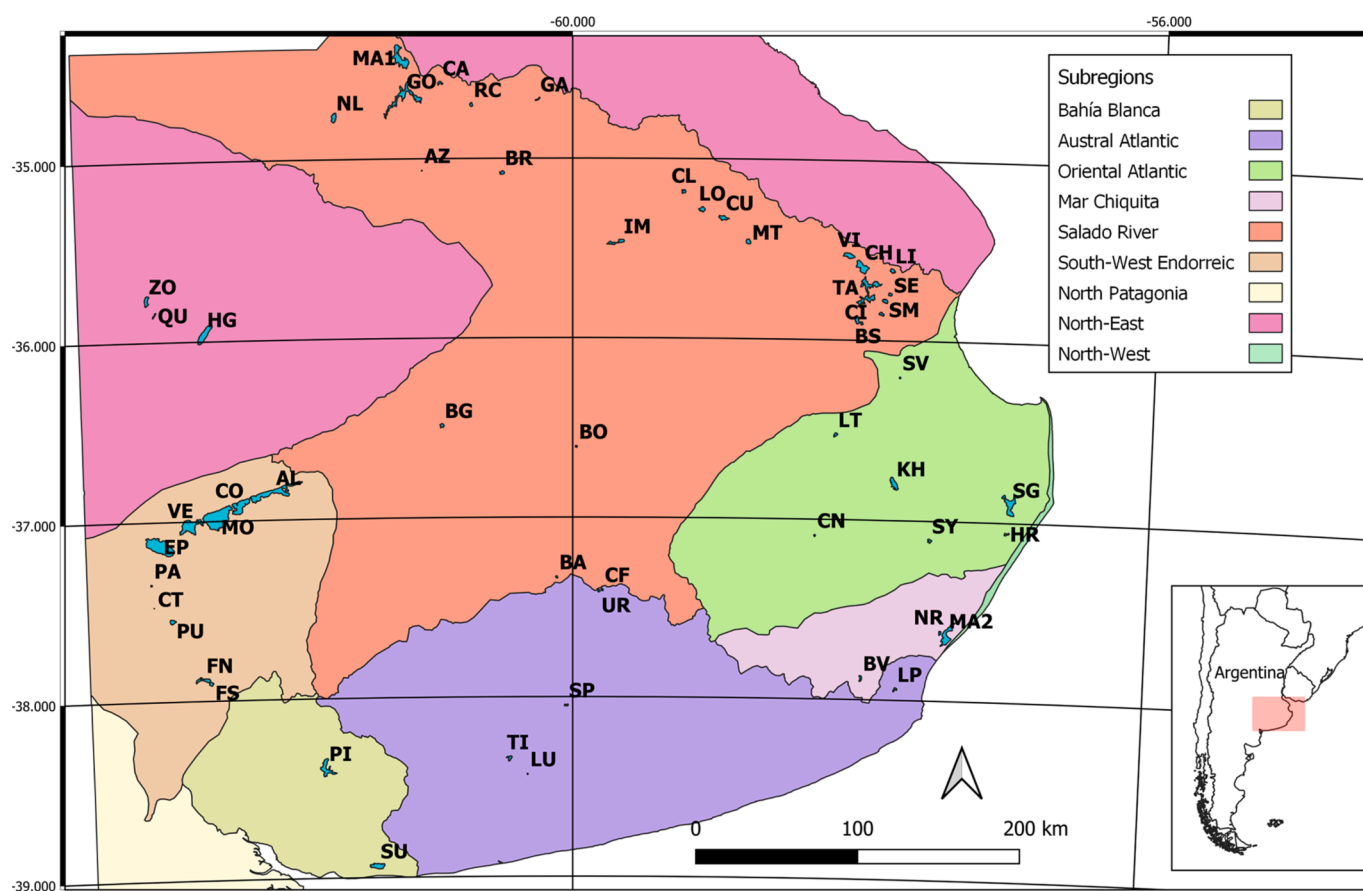 -60.000
-56.000
MA1
CA
GO
RC
GA
NL
-35.000
AZ
BR
CL
LO
CU
IM
MT
VI
CH
LI
ZO
TA
SE
QU
HG
CI
SM
BS
-36.000
SV
BG
LT
BO
KH
AL
CO
SG
VE
MO
CN
SY
HR
-37.000
EP
PA
BA
CF
CT
UR
PU
NR
MA2
FN
BV
LP
FS
SP
-38.000
TI
LU
PI
SU
-39.000
Subregions
Bahía Blanca
Austral Atlantic
Oriental Atlantic
Mar Chiquita
Salado River
South-West Endorreic
North Patagonia
North-East
North-West
0
100
200 km
Argentina